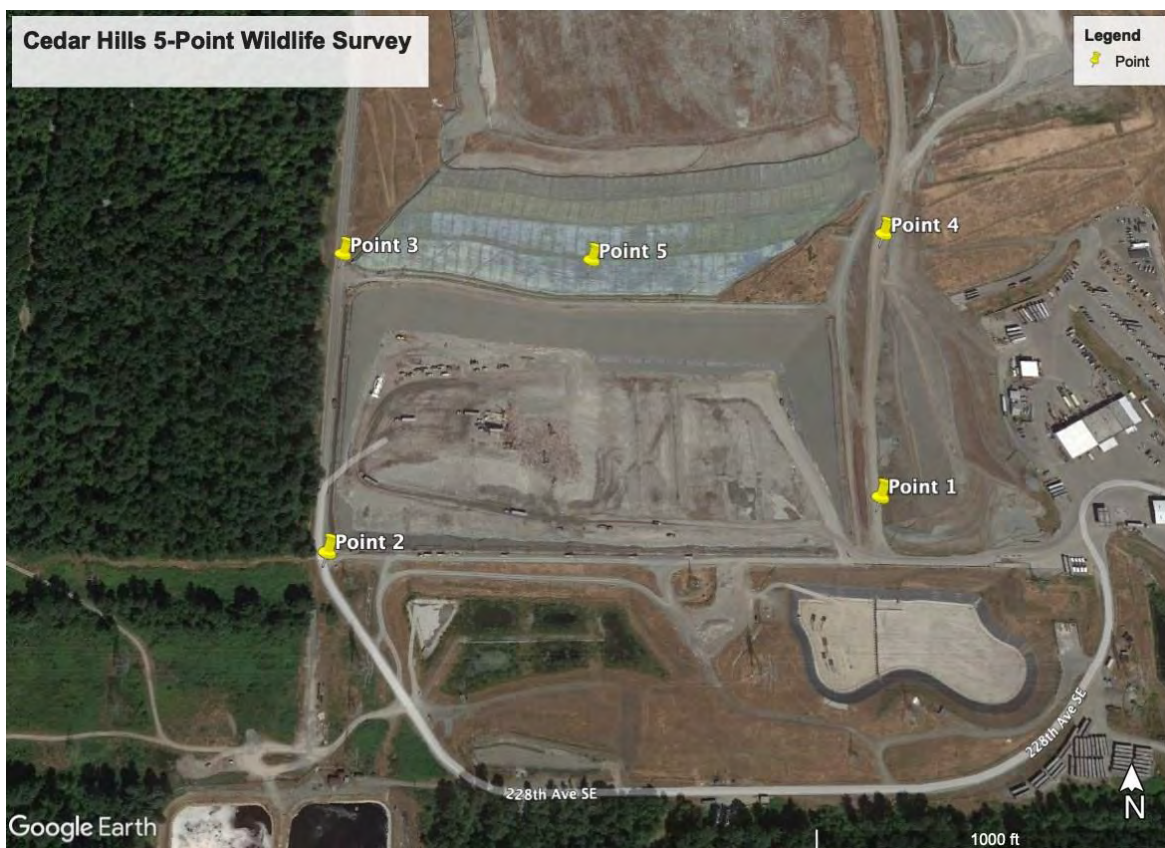 Cedar Hills 5-Point Wildlife Survey
Legend
Point
Point 4
Point 3
Point 5
Point 1
Point 2
228th Ave SE
228th Ave SE
Google Earth
N
1000 ft